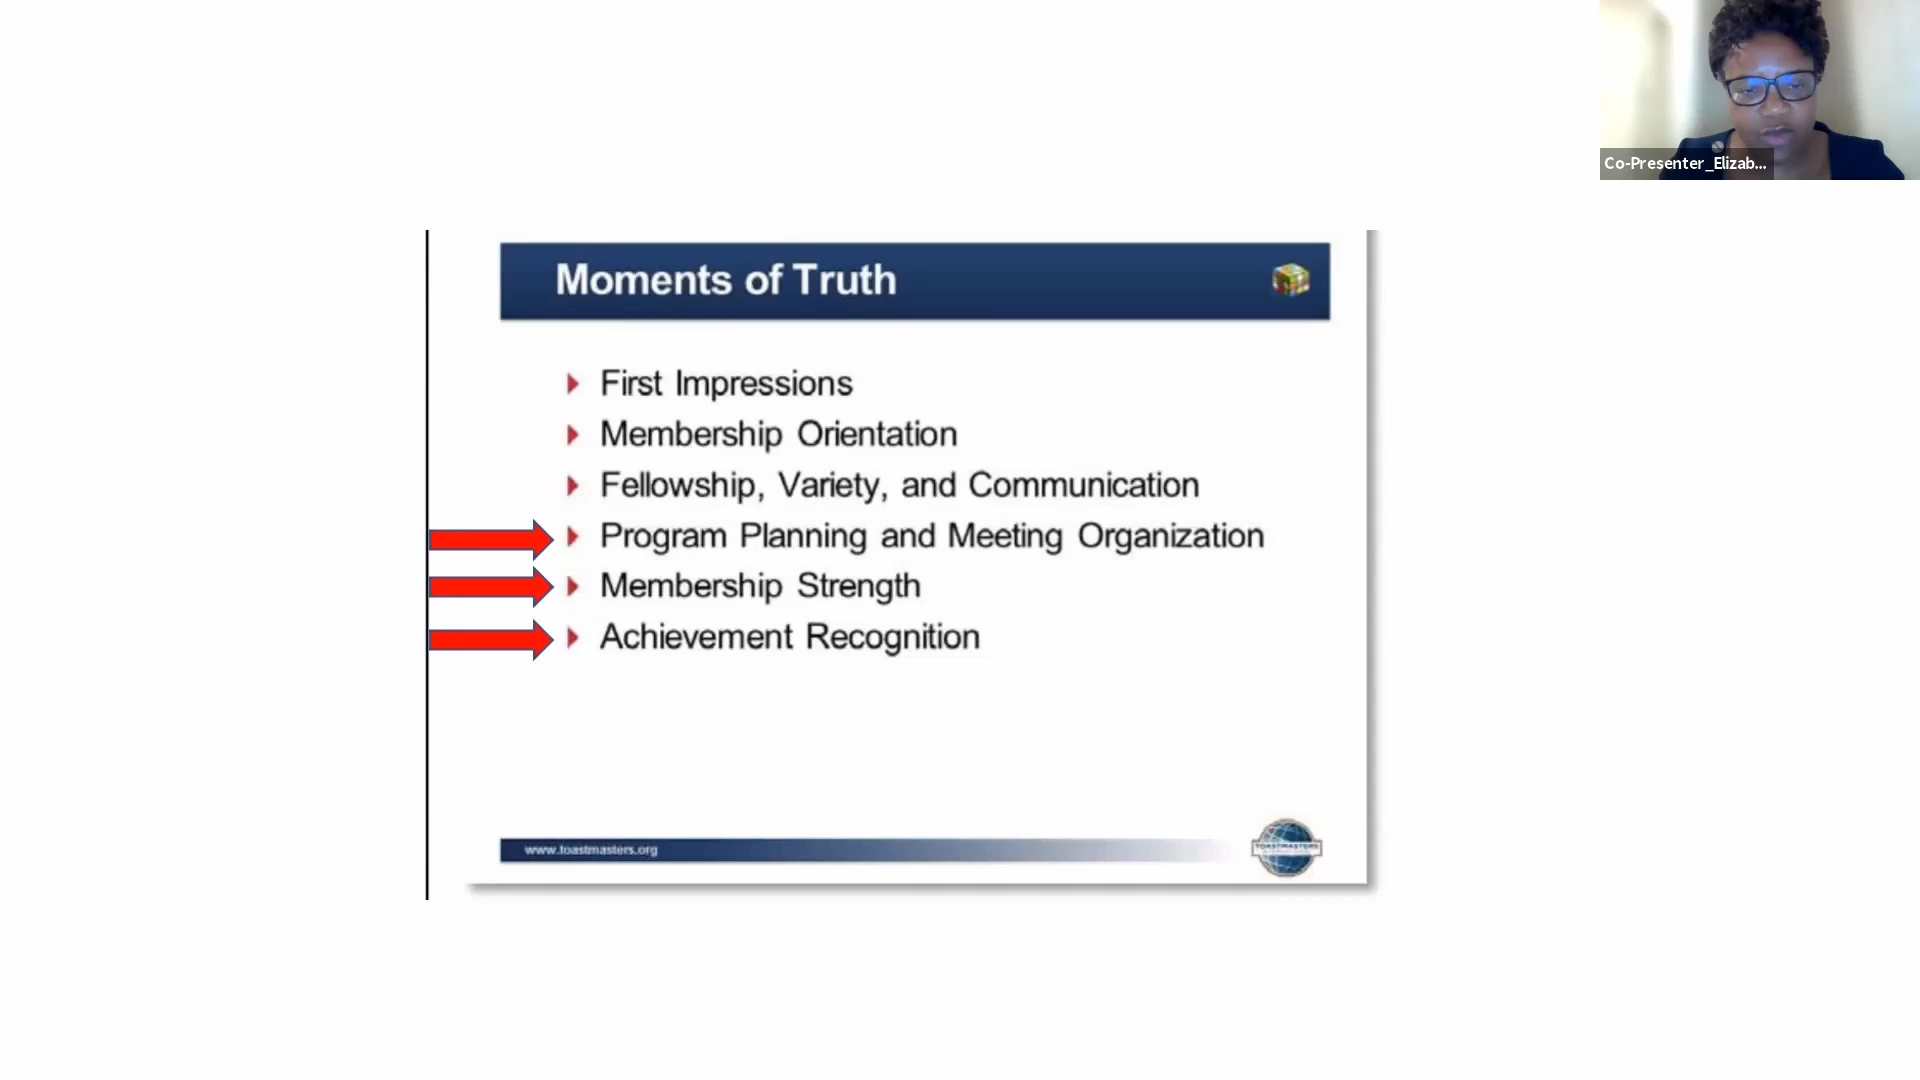 Co-Presenter_Elizab...
Moments of Truth
First Impressions
Membership Orientation
Fellowship, Variety, and Communication
Program Planning and Meeting Organization
Membership Strength
Achievement Recognition
www.toastmasters.org
TOASTMASTERS